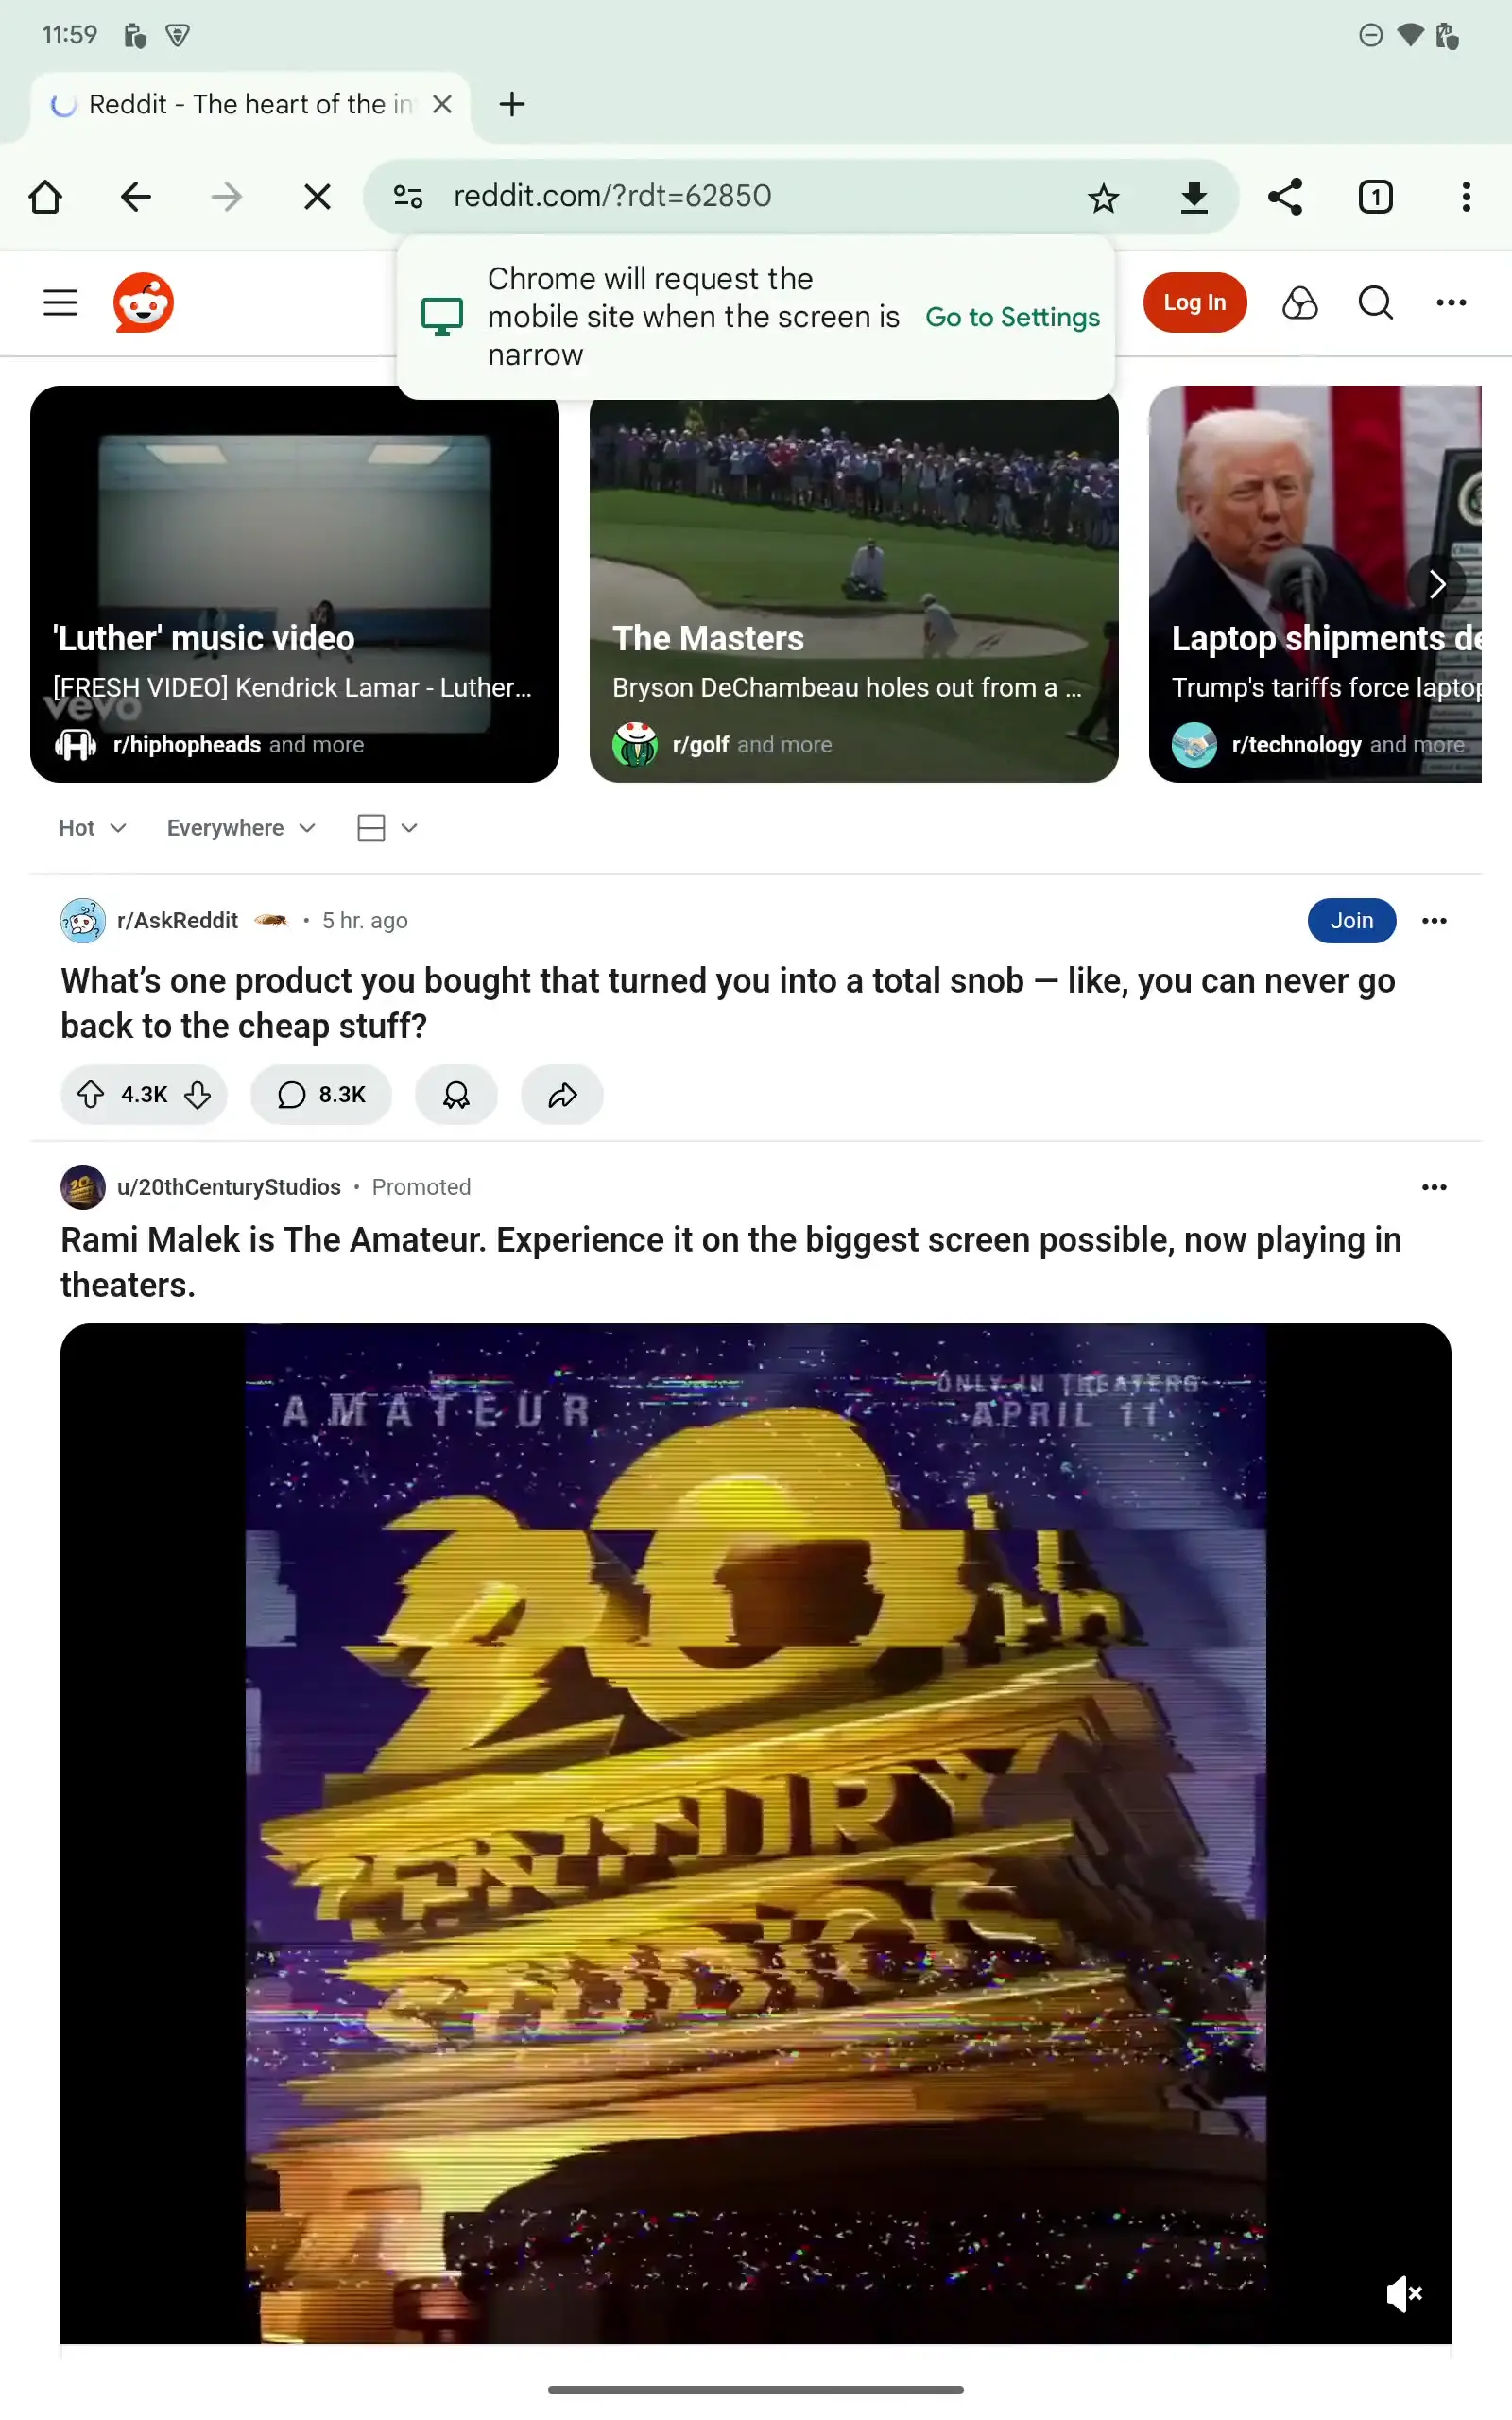 11:59
Reddit - The heart of the in
reddit.com/?rdt=62850
1
Chrome will request the
mobile site when the screen is
narrow
Go to Settings
Log In
'Luther' music video
[FRESH VIDEO] Kendrick Lamar - Luther...
vevo
r/hiphopheads and more
The Masters
Bryson DeChambeau holes out from a ...
r/golf and more
Laptop shipments de
Trump's tariffs force laptop
r/technology and more
Hot
Everywhere
r/AskReddit • 5 hr. ago
Join
What’s one product you bought that turned you into a total snob — like, you can never go
back to the cheap stuff?
4.3K
8.3K
u/20thCenturyStudios • Promoted
Rami Malek is The Amateur. Experience it on the biggest screen possible, now playing in
theaters.
AMATEUR
ONLY IN THEATERS
APRIL 11
20th
CENTURY